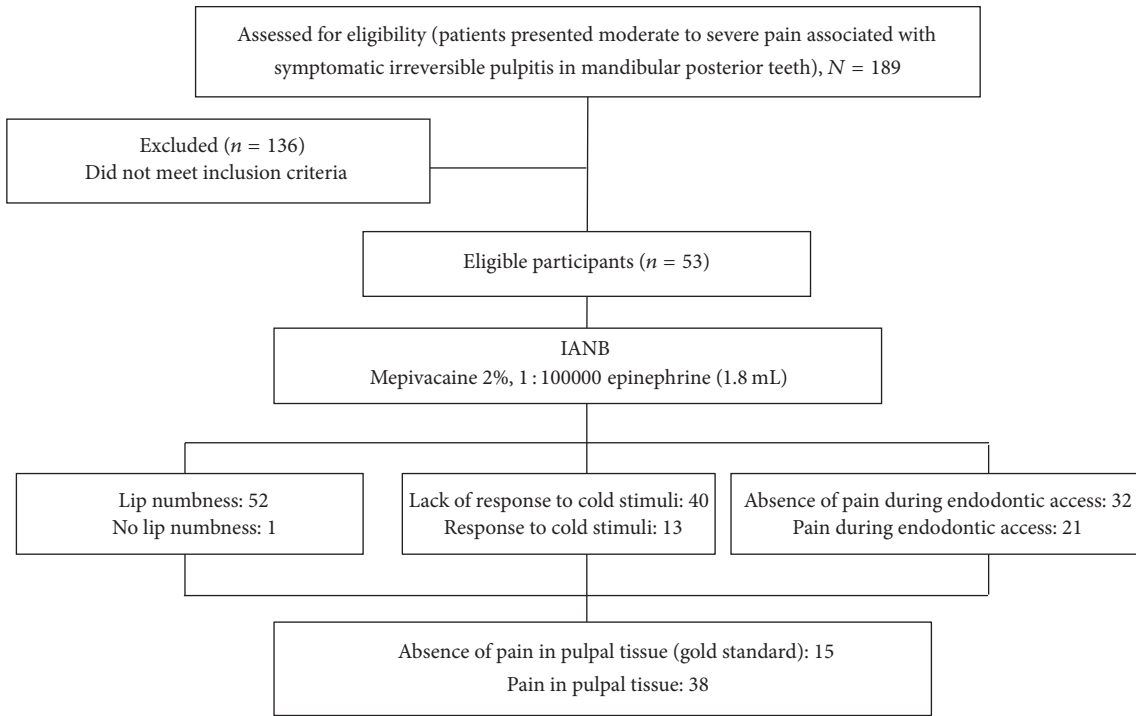 Assessed for eligibility (patients presented moderate to severe pain associated with
symptomatic irreversible pulpitis in mandibular posterior teeth), N = 189
Excluded (n = 136)
Did not meet inclusion criteria
Eligible participants (n = 53)
IANB
Mepivacaine 2%, 1 : 100000 epinephrine (1.8 mL)
Lip numbness: 52
No lip numbness: 1
Lack of response to cold stimuli: 40
Response to cold stimuli: 13
Absence of pain during endodontic access: 32
Pain during endodontic access: 21
Absence of pain in pulpal tissue (gold standard): 15
Pain in pulpal tissue: 38